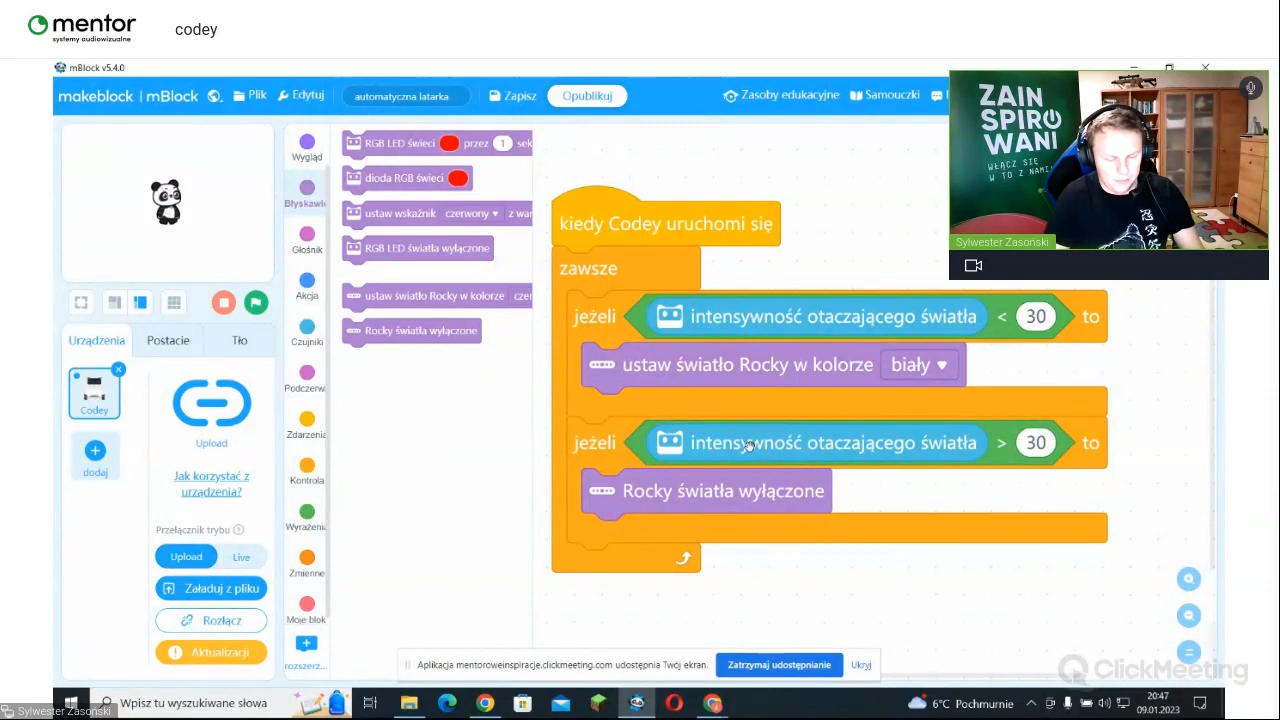 mentor
systemy audiowizualne
codey
mBlock v5.4.0
makeblock | mBlock
Plik
Edytuj
automatyczna latarka
Zapisz
Opublikuj
Zasoby edukacyjne
Samouczki
ZAIN
SPIRO
WANI
WŁĄCZ SIĘ
W TO Z NAMI
Sylwester Zasoński
Wygląd
Błyskawic
Głośnik
Akcja
Czujniki
Podczerw
Zdarzenia
Kontrola
Wyrażenia
Zmienne
Moje blok
rozszerz...
RGB LED świeci przez 1 sek
dioda RGB świeci
ustaw wskaźnik czerwony z war
RGB LED światła wyłączone
ustaw światło Rocky w kolorze czer
Rocky światła wyłączone
kiedy Codey uruchomi się
zawsze
jeżeli intensywność otaczającego światła < 30 to
ustaw światło Rocky w kolorze biały
jeżeli intensywność otaczającego światła > 30 to
Rocky światła wyłączone
Urządzenia
Postacie
Tło
Codey
dodaj
Upload
Jak korzystać z
urządzenia?
Przełącznik trybu
Upload
Live
Załaduj z pliku
Rozłącz
Aktualizacji
Aplikacja mentoroweinspiracje.clickmeeting.com udostępnia Twój ekran.
Zatrzymaj udostępnianie
Ukryj
ClickMeeting
Wpisz tu wyszukiwane słowa
6°C Pochmurnie
20:47
09.01.2023
Sylwester Zasoński